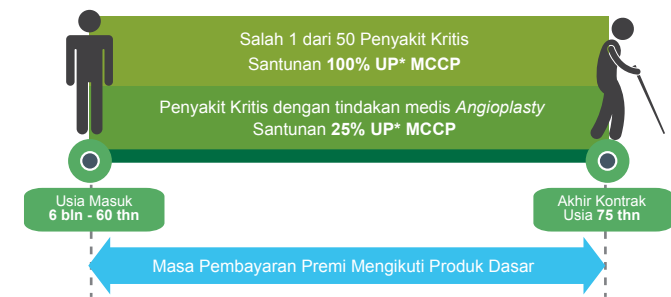 Salah 1 dari 50 Penyakit Kritis
Santunan 100% UP* MCCP
Penyakit Kritis dengan tindakan medis Angioplasty
Santunan 25% UP* MCCP
Usia Masuk
6 bln - 60 thn
Akhir Kontrak
Usia 75 thn
Masa Pembayaran Premi Mengikuti Produk Dasar